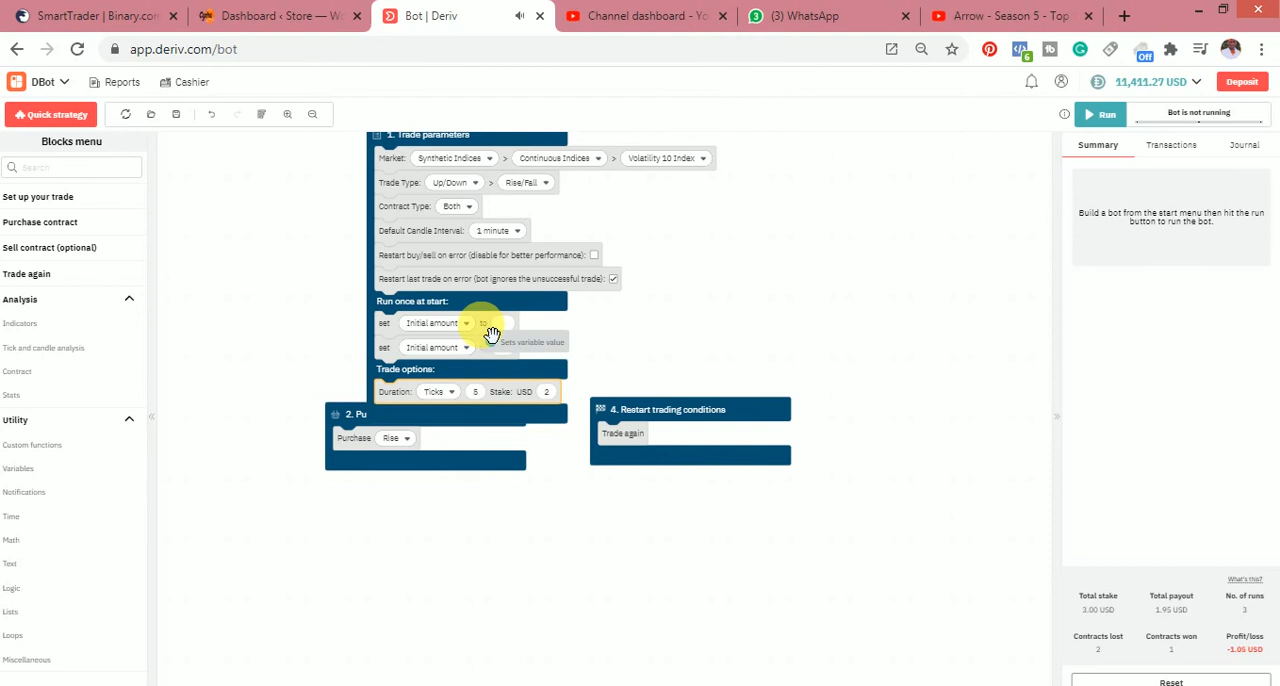 SmartTrader | Binary.con
Dashboard ‹ Store — Wo
Bot | Deriv
Channel dashboard - Yo
(3) WhatsApp
Arrow - Season 5 - Top
app.deriv.com/bot
6
Off
DBot
Reports
Cashier
11,411.27 USD
Deposit
Quick strategy
Run
Bot is not running
Blocks menu
Search
Set up your trade
Purchase contract
Sell contract (optional)
Trade again
Analysis
Indicators
Tick and candle analysis
Contract
Stats
Utility
Custom functions
Variables
Notifications
Time
Math
Text
Logic
Lists
Loops
Miscellaneous
1. Trade parameters
Market: Synthetic Indices > Continuous Indices > Volatility 10 Index
Trade Type: Up/Down > Rise/Fall
Contract Type: Both
Default Candle Interval: 1 minute
Restart buy/sell on error (disable for better performance):
Restart last trade on error (bot ignores the unsuccessful trade):
Run once at start:
set Initial amount to
Sets variable value
set Initial amount
Trade options:
Duration: Ticks 5 Stake: USD 2
2. Pu
Purchase Rise
4. Restart trading conditions
Trade again
Summary
Transactions
Journal
Build a bot from the start menu then hit the run
button to run the bot.
What's this?
Total stake
Total payout
No. of runs
3.00 USD
1.95 USD
3
Contracts lost
Contracts won
Profit/loss
2
1
-1.05 USD
Reset